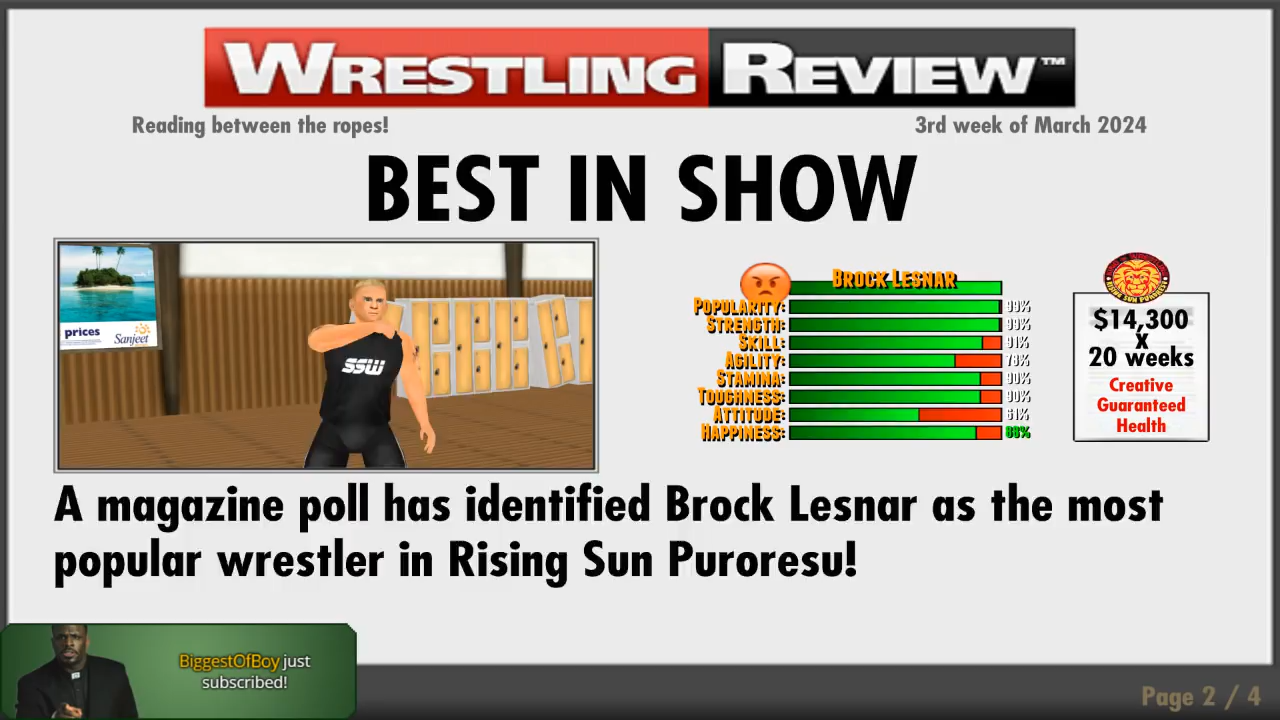 WRESTLING REVIEW™
Reading between the ropes!
3rd week of March 2024
BEST IN SHOW
prices
Sanjeet
SSW
BROCK LESNAR
POPULARITY: 99%
STRENGTH: 99%
SKILL: 91%
AGILITY: 78%
STAMINA: 90%
TOUGHNESS: 90%
ATTITUDE: 61%
HAPPINESS: 88%
RISING SUN PURORESU
$14,300
X
20 weeks
Creative
Guaranteed
Health
A magazine poll has identified Brock Lesnar as the most
popular wrestler in Rising Sun Puroresu!
BiggestOfBoy just
subscribed!
Page 2 / 4